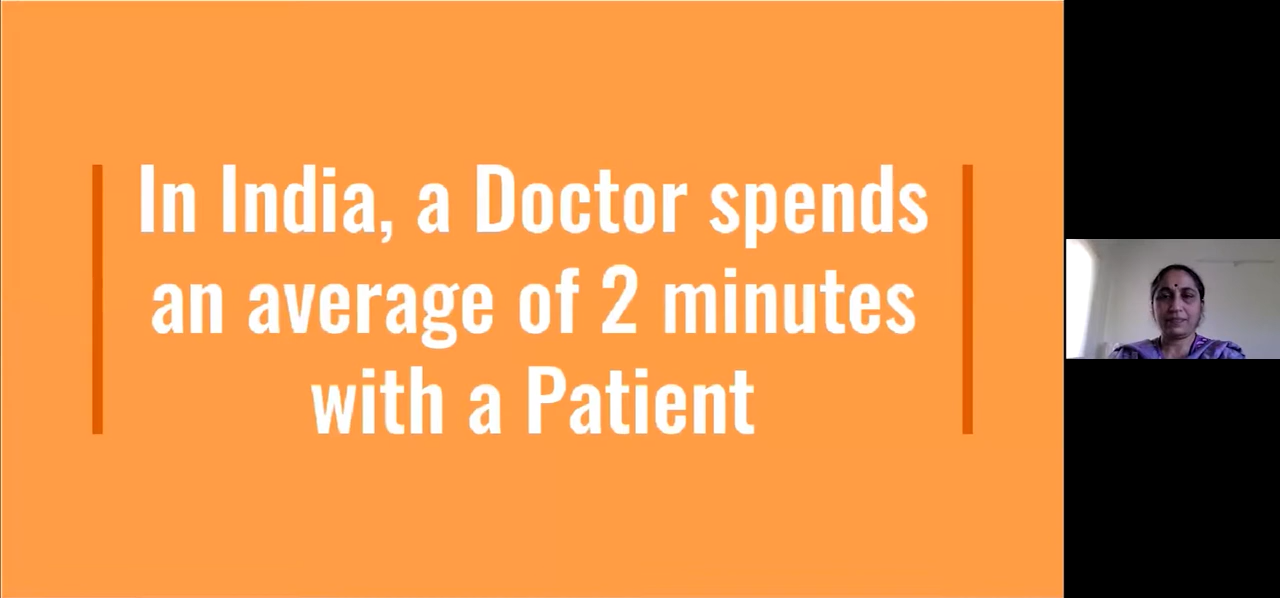 In India, a Doctor spends
an average of 2 minutes
with a Patient